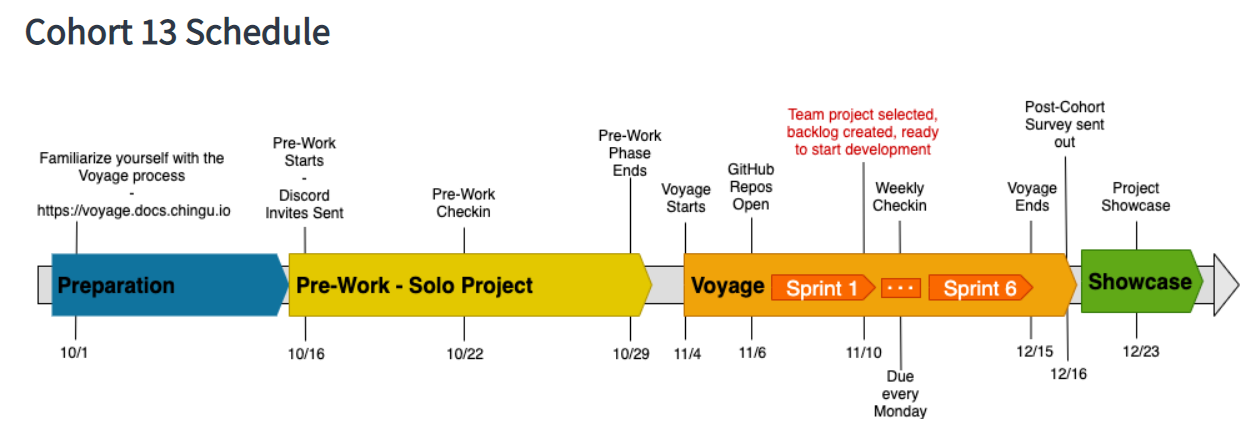 Cohort 13 Schedule
Familiarize yourself with the
Voyage process
-
https://voyage.docs.chingu.io
Pre-Work
Starts
-
Discord
Invites Sent
Pre-Work
Checkin
Pre-Work
Phase
Ends
Voyage
Starts
GitHub
Repos
Open
Team project selected,
backlog created, ready
to start development
Weekly
Checkin
Voyage
Ends
Post-Cohort
Survey sent
out
Project
Showcase
Preparation
Pre-Work - Solo Project
Voyage
Sprint 1
...
Sprint 6
Showcase
10/1
10/16
10/22
10/29
11/4
11/6
11/10
Due
every
Monday
12/15
12/16
12/23